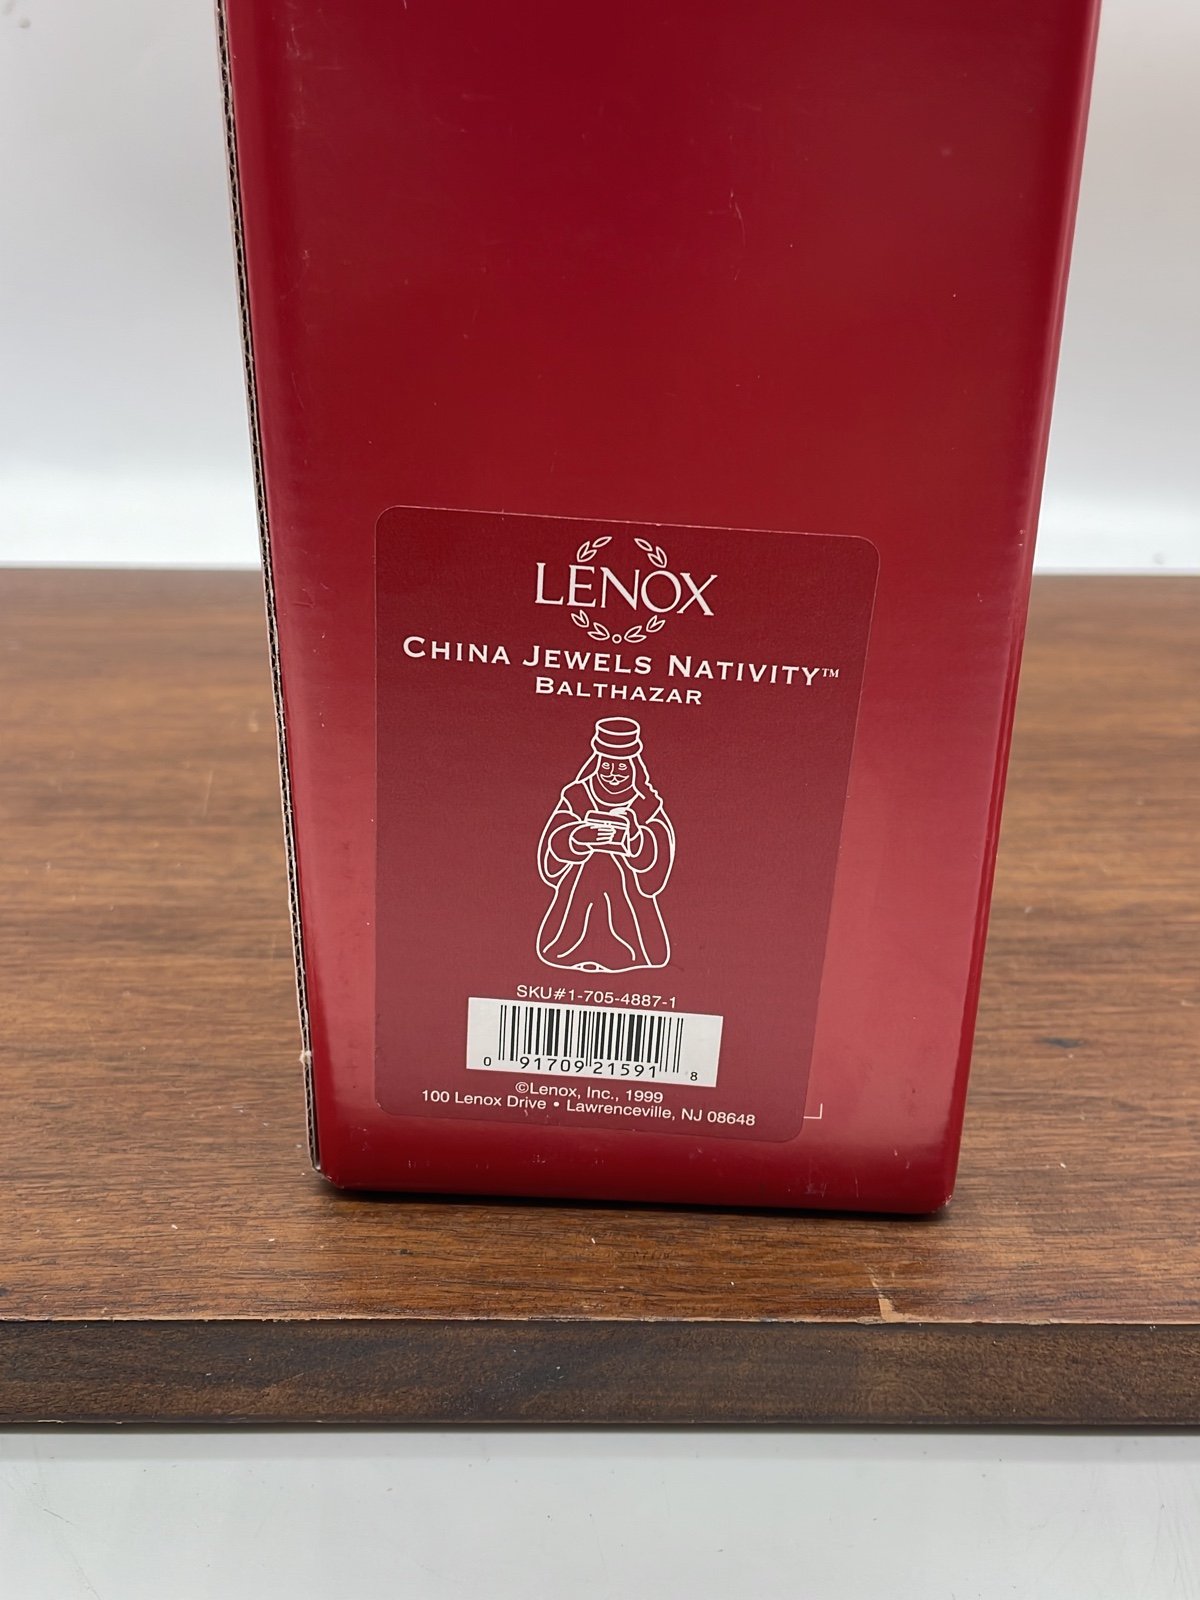 LENOX
CHINA JEWELS NATIVITY™
BALTHAZAR
SKU#1-705-4887-1
0 91709 21591 8
©Lenox, Inc., 1999
100 Lenox Drive • Lawrenceville, NJ 08648